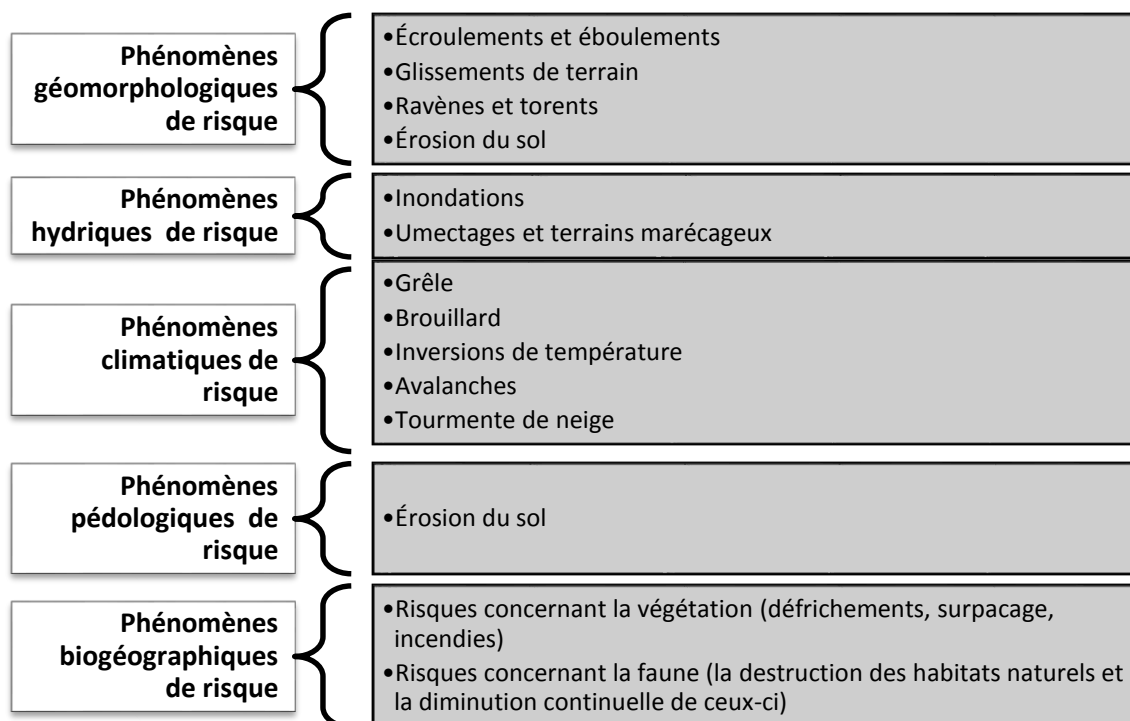 Phénomènes
géomorphologiques
de risque
•Écroulements et éboulements
•Glissements de terrain
•Ravènes et torents
•Érosion du sol
Phénomènes
hydriques de risque
•Inondations
•Umectages et terrains marécageux
Phénomènes
climatiques de
risque
•Grêle
•Brouillard
•Inversions de température
•Avalanches
•Tourmente de neige
Phénomènes
pédologiques de
risque
•Érosion du sol
Phénomènes
biogéographiques
de risque
•Risques concernant la végétation (défrichements, surpacage,
incendies)
•Risques concernant la faune (la destruction des habitats naturels et
la diminution continuelle de ceux-ci)